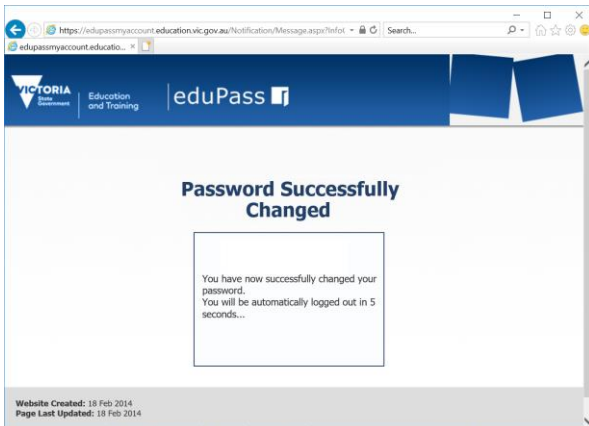 https://edupassmyaccount.education.vic.gov.au/Notification/Message.aspx?Info
Search...
edupassmyaccount.educatio...
VICTORIA
State
Government
Education
and Training
eduPass
Password Successfully
Changed
You have now successfully changed your
password.
You will be automatically logged out in 5
seconds...
Website Created: 18 Feb 2014
Page Last Updated: 18 Feb 2014